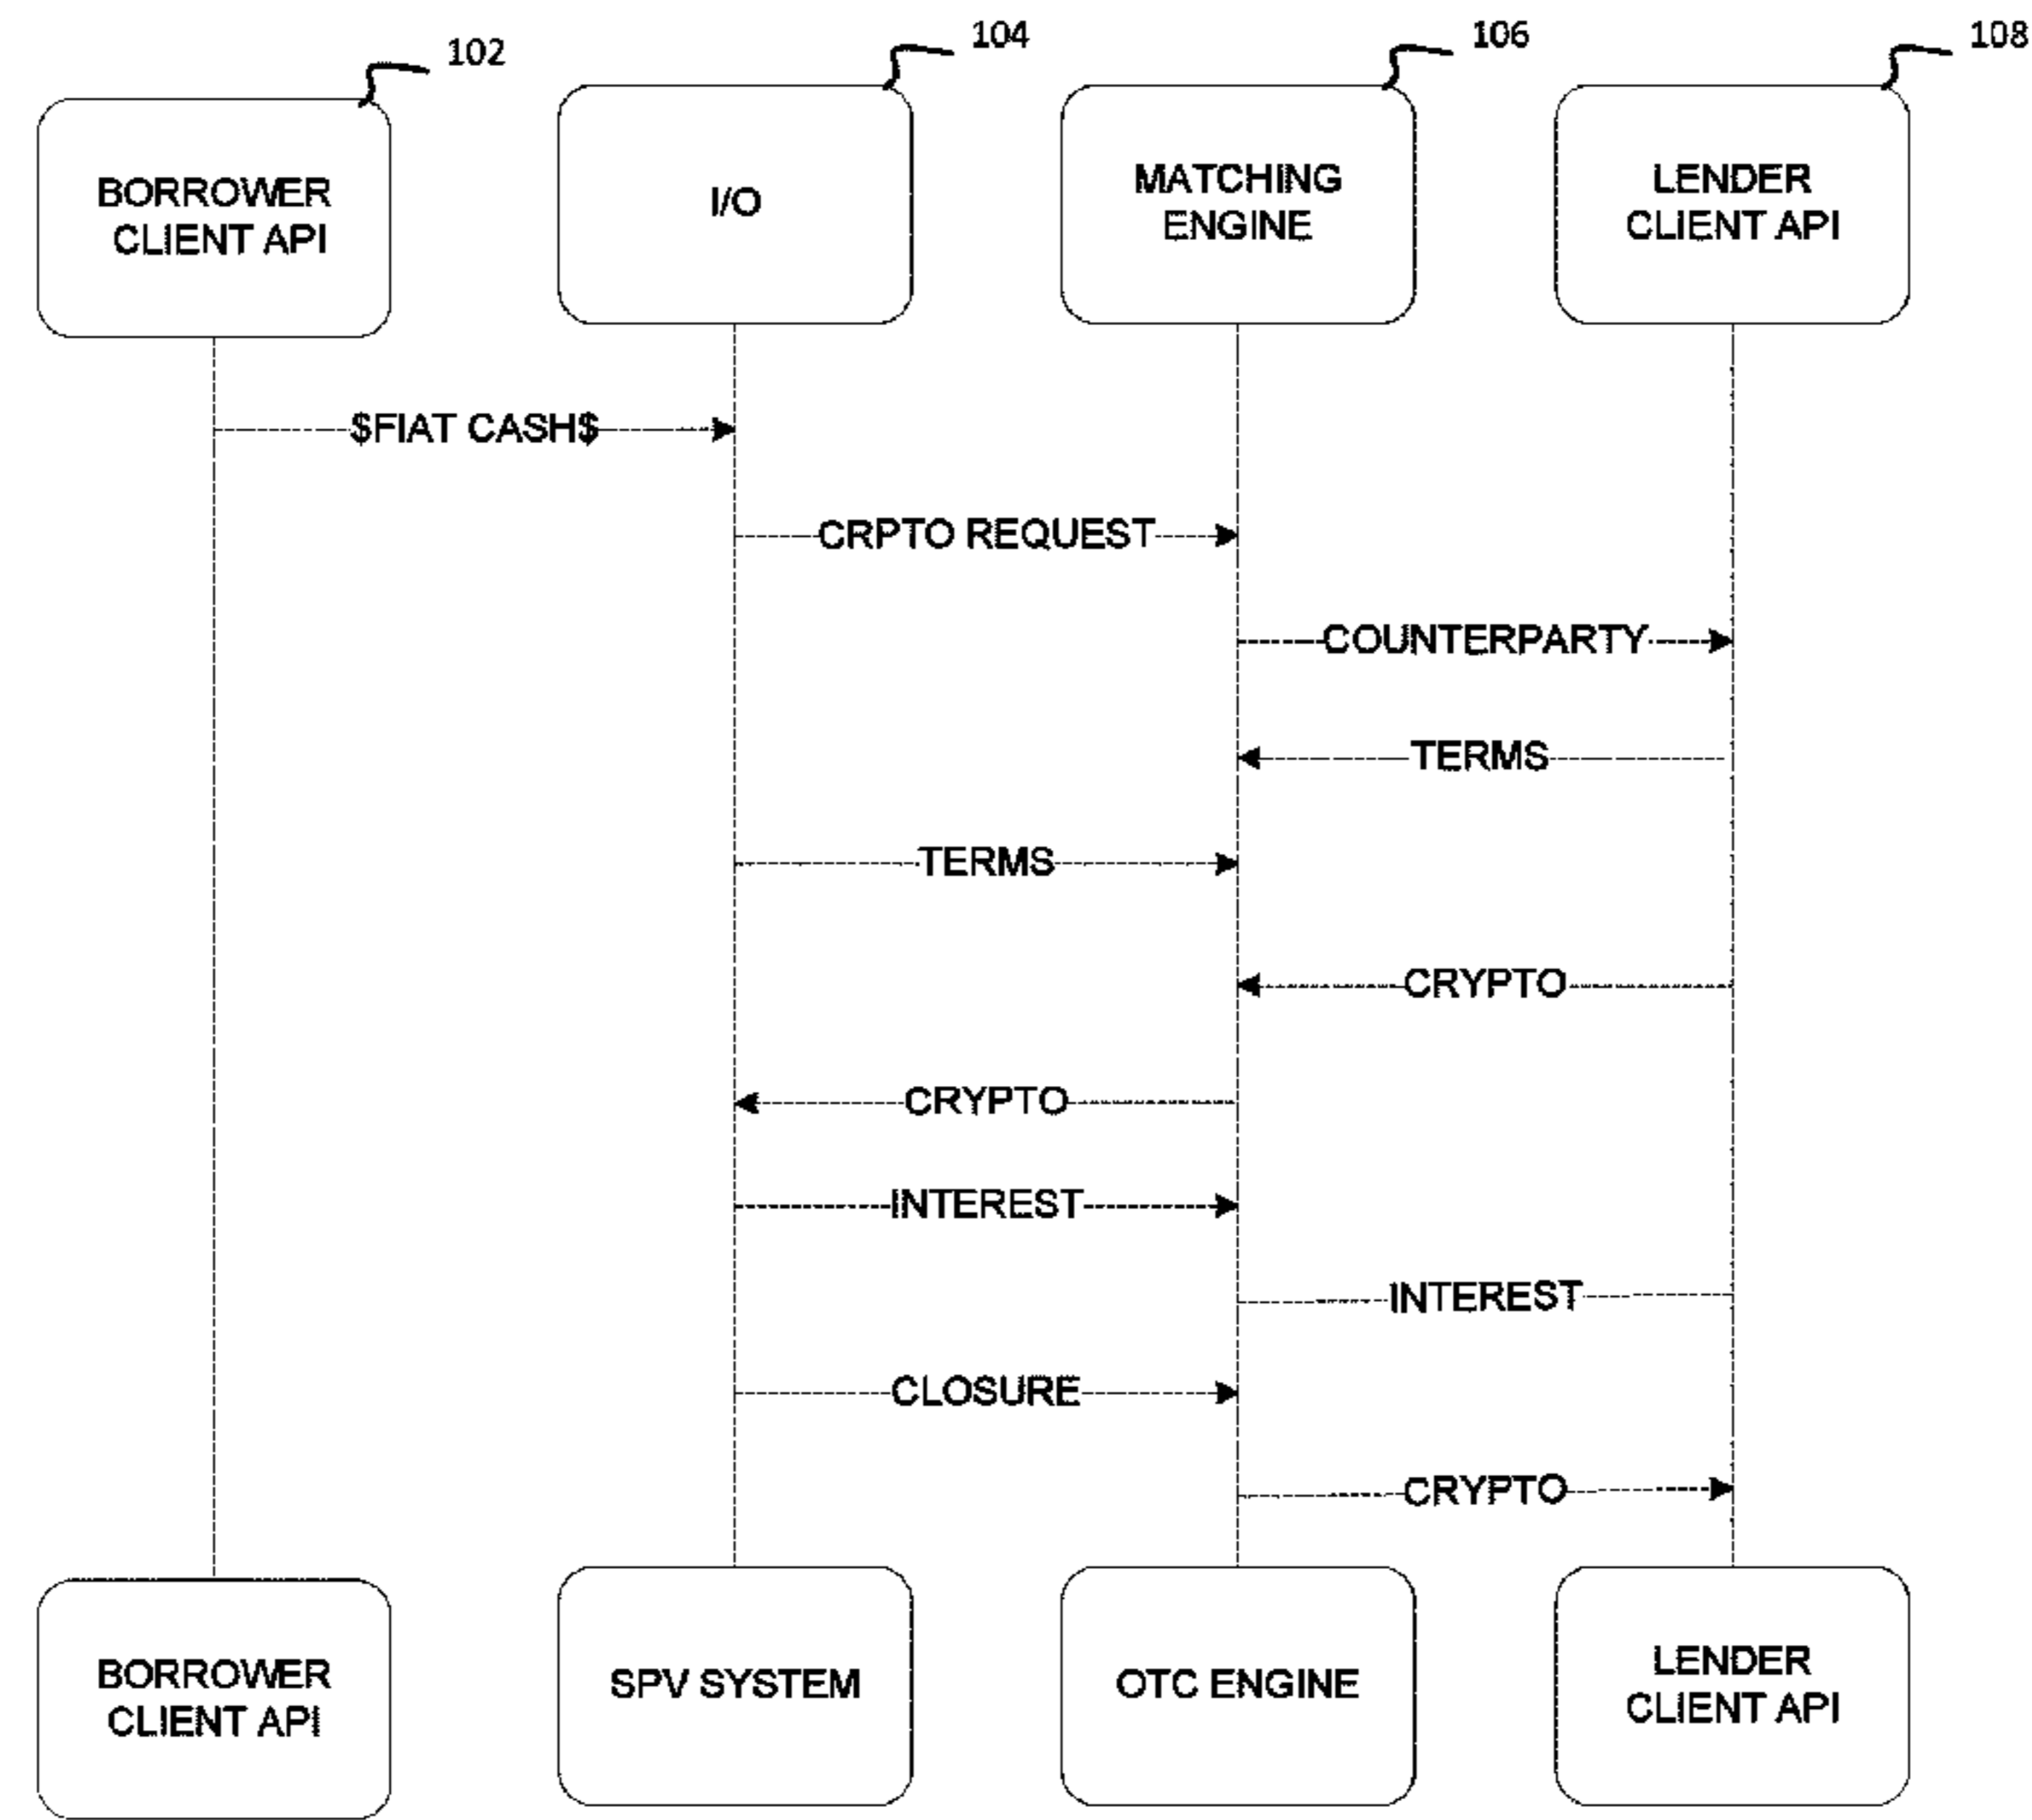 102
104
106
108
BORROWER
CLIENT API
I/O
MATCHING
ENGINE
LENDER
CLIENT API
$FIAT CASH$
CRPTO REQUEST
COUNTERPARTY
TERMS
TERMS
CRYPTO
CRYPTO
INTEREST
INTEREST
CLOSURE
CRYPTO
BORROWER
CLIENT API
SPV SYSTEM
OTC ENGINE
LENDER
CLIENT API